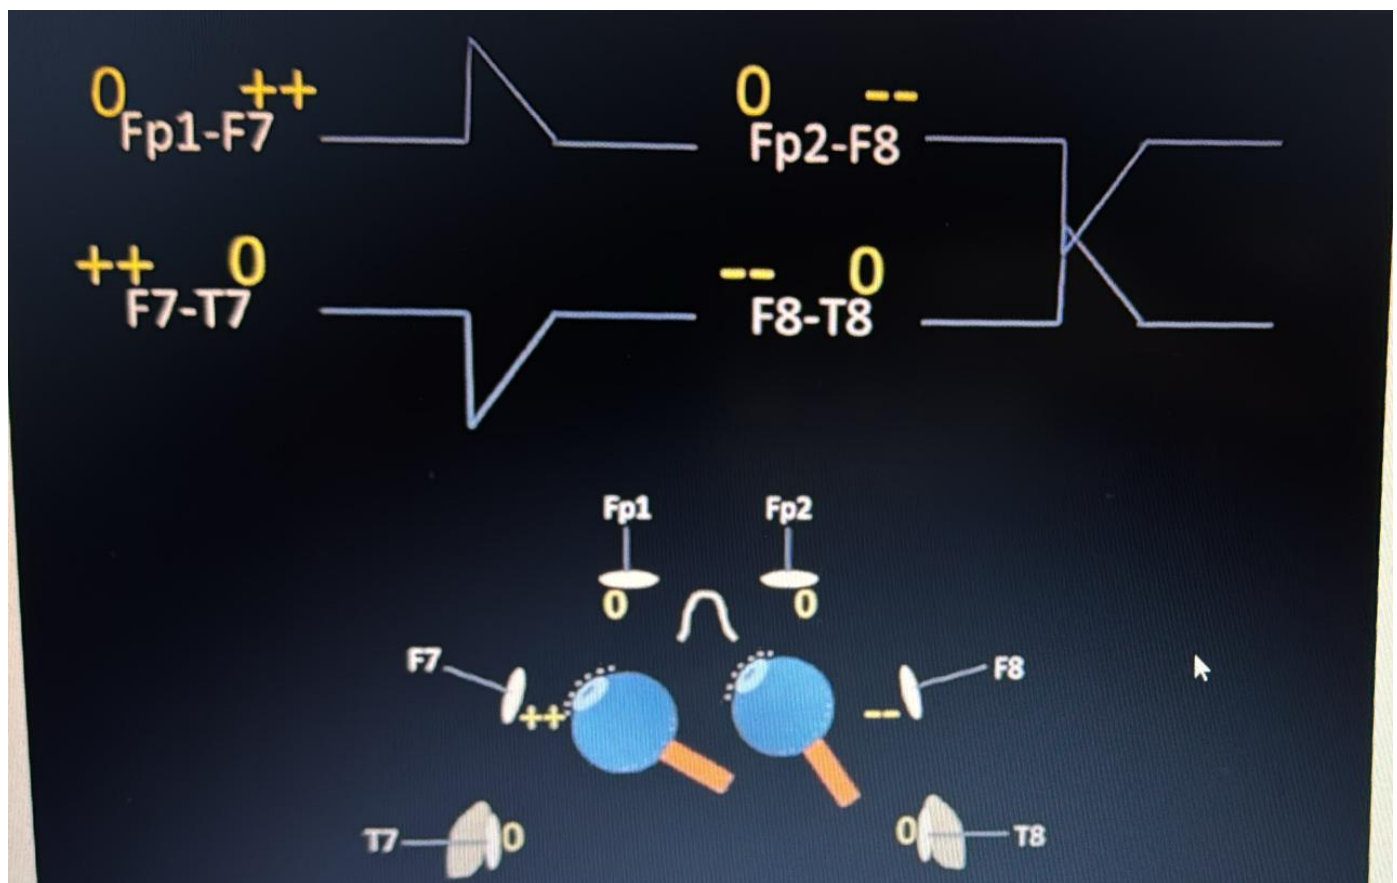 0 ++
Fp1-F7
0 --
Fp2-F8
++ 0
F7-T7
-- 0
F8-T8
Fp1 Fp2
0 0
F7 F8
++ --
T7 0 0 T8